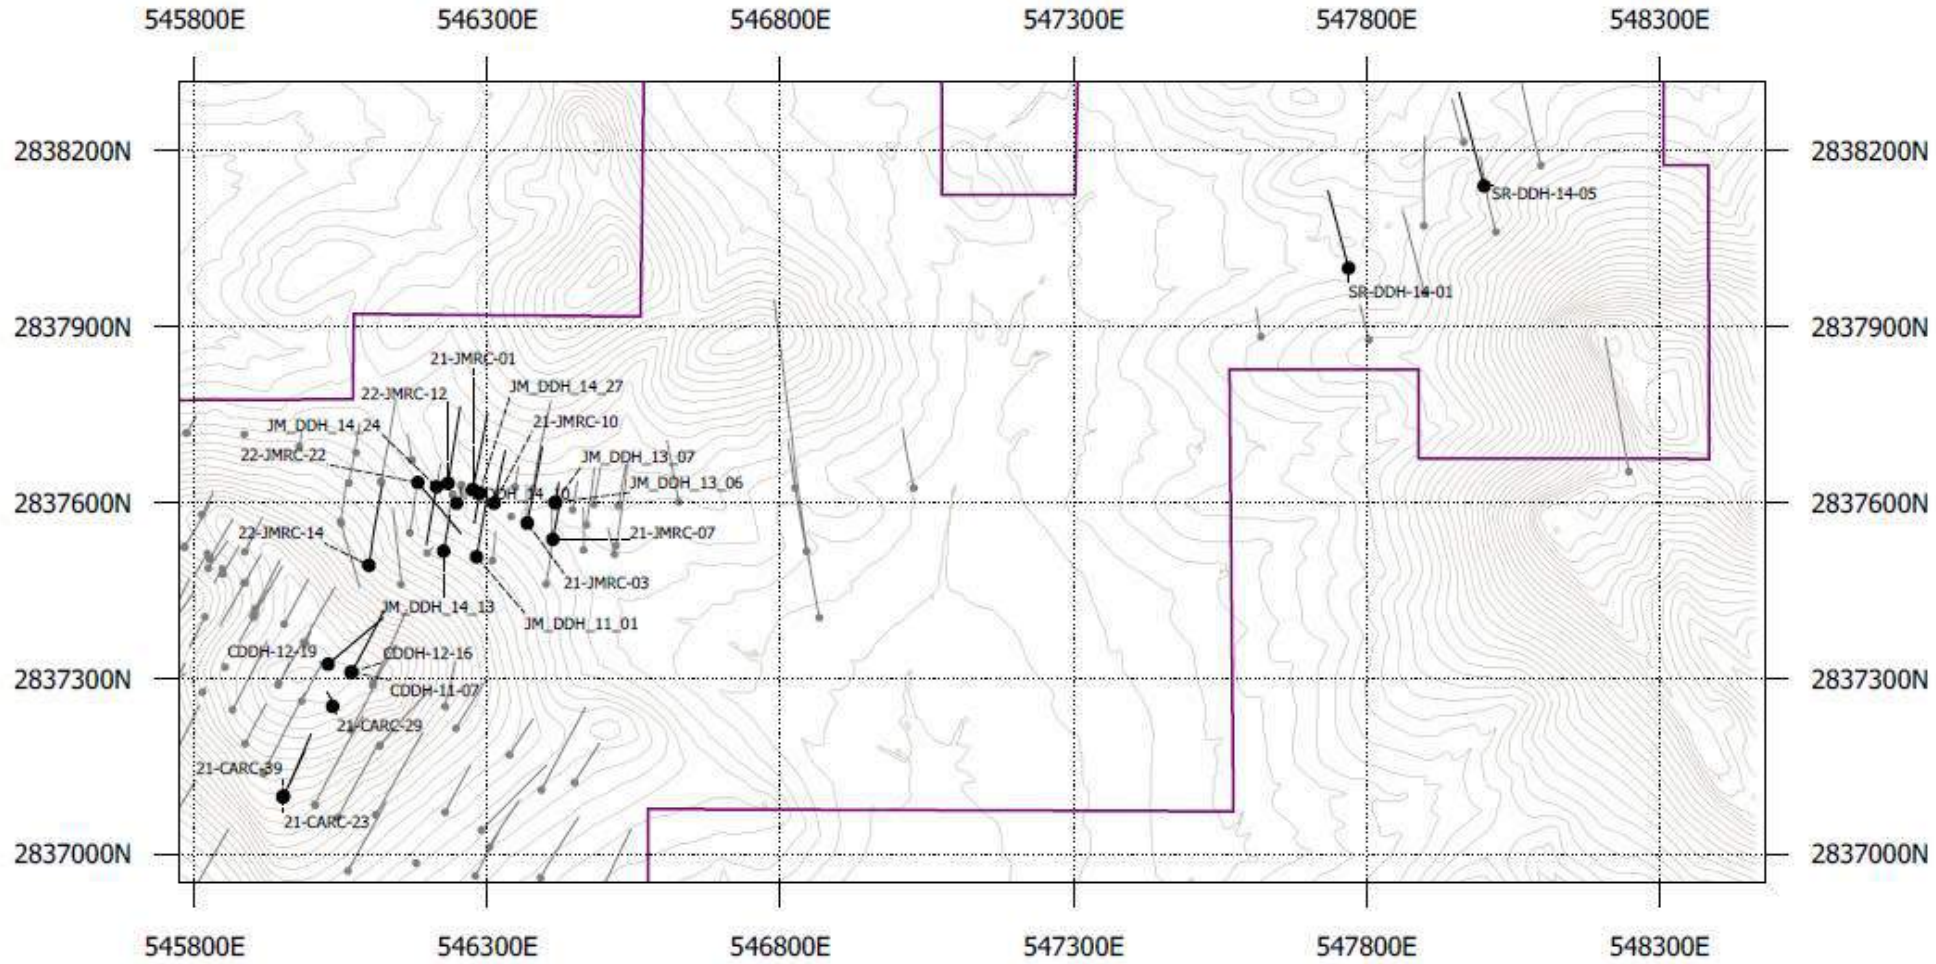 545800E 546300E 546800E 547300E 547800E 548300E
2838200N 2838200N
SR-DDH-14-05
SR-DDH-14-01
2837900N 2837900N
21-JMRC-01
JM_DDH_14_27
22-JMRC-12
21-JMRC-10
JM_DDH_14_24
22-JMRC-22
JM_DDH_13_07
JM_DDH_13_06
2837600N 2837600N
22-JMRC-14
21-JMRC-07
21-JMRC-03
JM_DDH_14_13
JM_DDH_11_01
CDDH-12-19
CDDH-12-16
2837300N 2837300N
CDDH-11-07
21-CARC-29
21-CARC-39
21-CARC-23
2837000N 2837000N
545800E 546300E 546800E 547300E 547800E 548300E